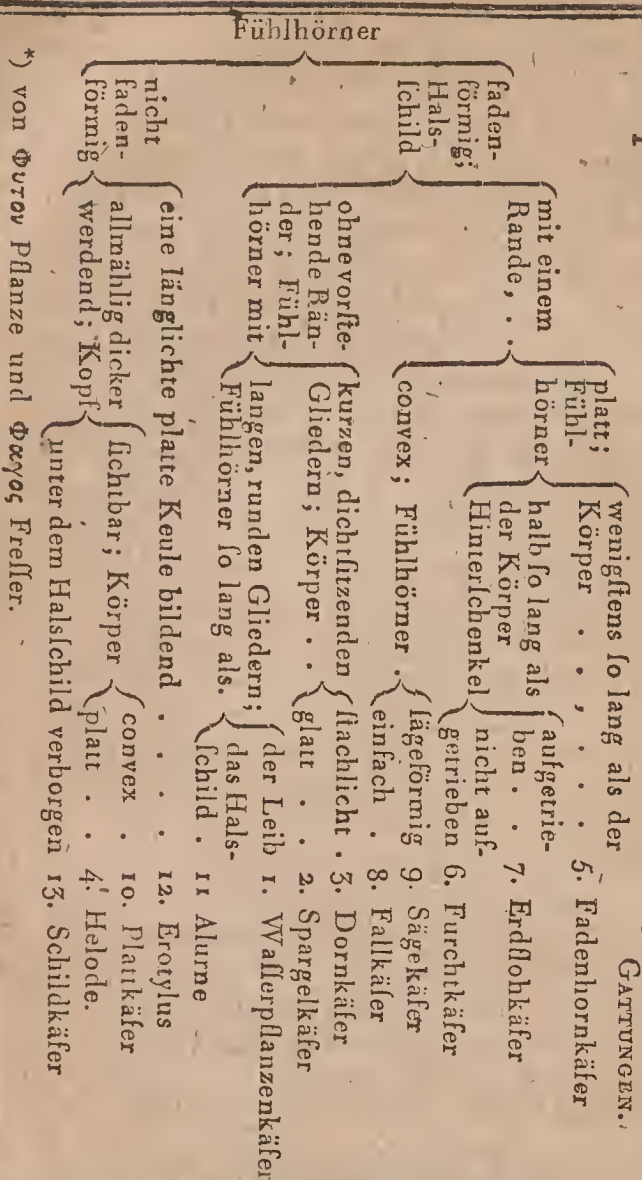 GATTUNGEN.
Fühlhörner
faden-
förmig;
Hals-
ſchild
mit einem
Rande, . .
platt;
Fühl-
hörner
wenigſtens ſo lang als der
Körper . . , . . . 5. Fadenhornkäfer
halb ſo lang als
der Körper
Hinterſchenkel
aufgetrie-
ben . . 7. Erdflohkäfer
nicht auf-
getrieben 6. Furchtkäfer
convex; Fühlhörner .
ſägeförmig 9. Sägekäfer
einfach . 8. Fallkäfer
ohne vorſte-
hende Rän-
der; Fühl-
hörner mit
kurzen, dichtſitzenden
Gliedern; Körper . .
ſtachlicht . 3. Dornkäfer
glatt . . 2. Spargelkäfer
langen, runden Gliedern;
Fühlhörner ſo lang als.
der Leib 1. Waſſerpflanzenkäfer
das Hals-
ſchild . 11 Alurne
nicht
faden-
förmig
eine länglichte platte Keule bildend . . . . 12. Erotylus
allmählig dicker
werdend; Kopf
ſichtbar; Körper
convex . 10. Plattkäfer
platt . . 4. Helode.
unter dem Halsſchild verborgen 13. Schildkäfer
*) von Φυτον Pflanze und Φαγος Freſſer.